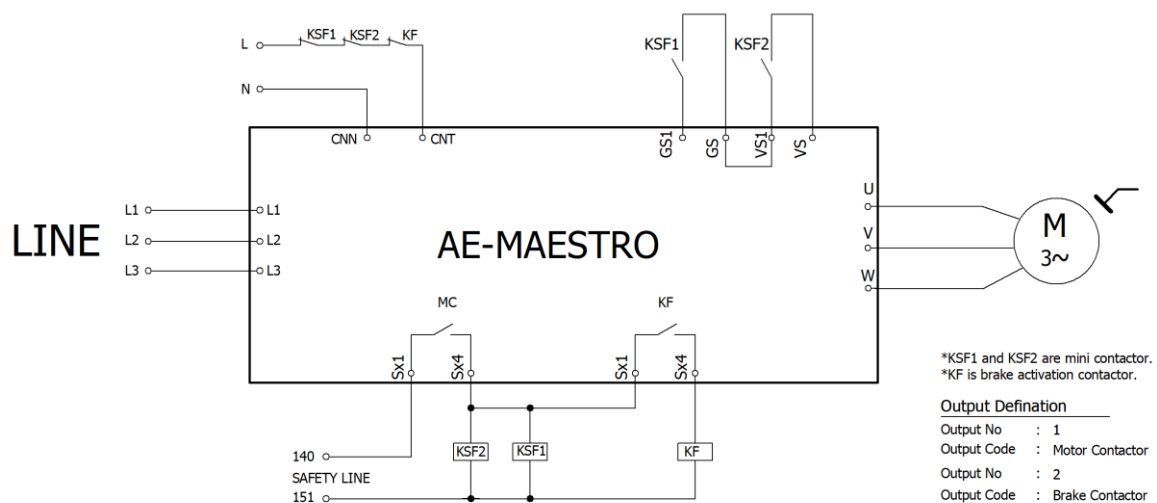 L
KSF1
KSF2
KF
N
CNN
CNT
KSF1
KSF2
GS1
GS
VS1
VS
LINE
L1
L2
L3
L1
L2
L3
AE-MAESTRO
U
V
W
M
3~
MC
KF
Sx1
Sx4
Sx1
Sx4
KSF2
KSF1
KF
140
SAFETY LINE
151
*KSF1 and KSF2 are mini contactor.
*KF is brake activation contactor.
Output Defination
Output No : 1
Output Code : Motor Contactor
Output No : 2
Output Code : Brake Contactor